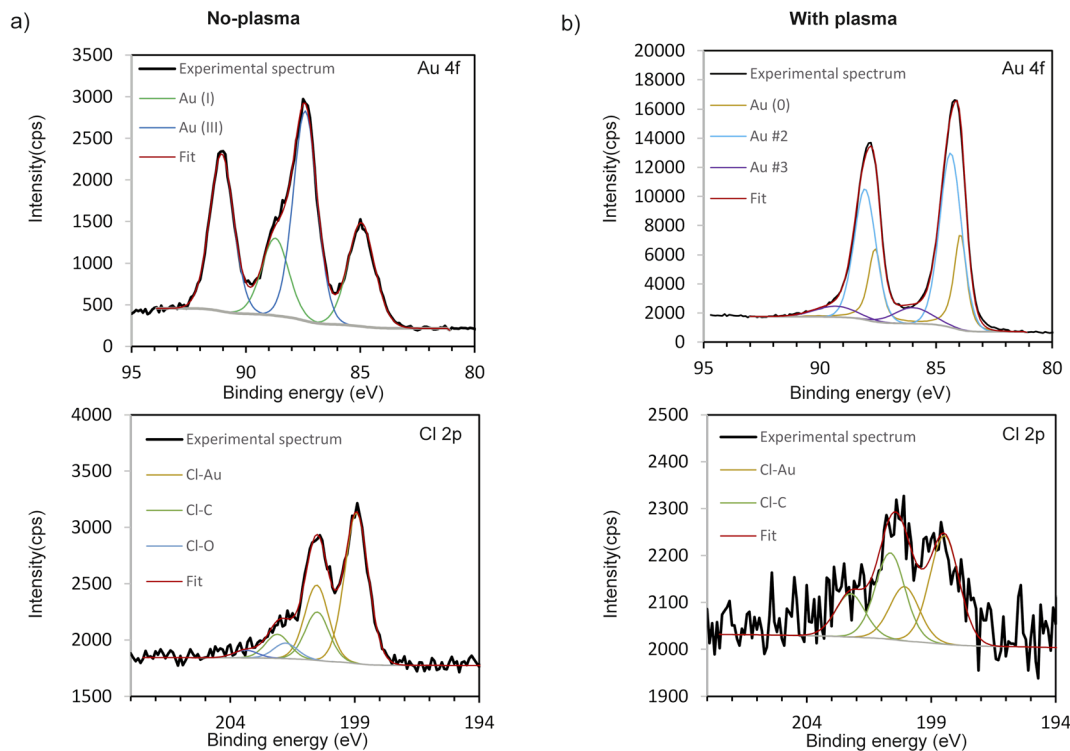 a)
No-plasma
Au 4f
Experimental spectrum
Au (I)
Au (III)
Fit
Intensity(cps)
3500
3000
2500
2000
1500
1000
500
0
95
90
85
80
Binding energy (eV)
Cl 2p
Experimental spectrum
Cl-Au
Cl-C
Cl-O
Fit
Intensity(cps)
4000
3500
3000
2500
2000
1500
204
199
194
Binding energy (eV)
b)
With plasma
Au 4f
Experimental spectrum
Au (0)
Au #2
Au #3
Fit
Intensity(cps)
20000
18000
16000
14000
12000
10000
8000
6000
4000
2000
0
95
90
85
80
Binding energy (eV)
Cl 2p
Experimental spectrum
Cl-Au
Cl-C
Fit
Intensity(cps)
2500
2400
2300
2200
2100
2000
1900
204
199
194
Binding energy (eV)